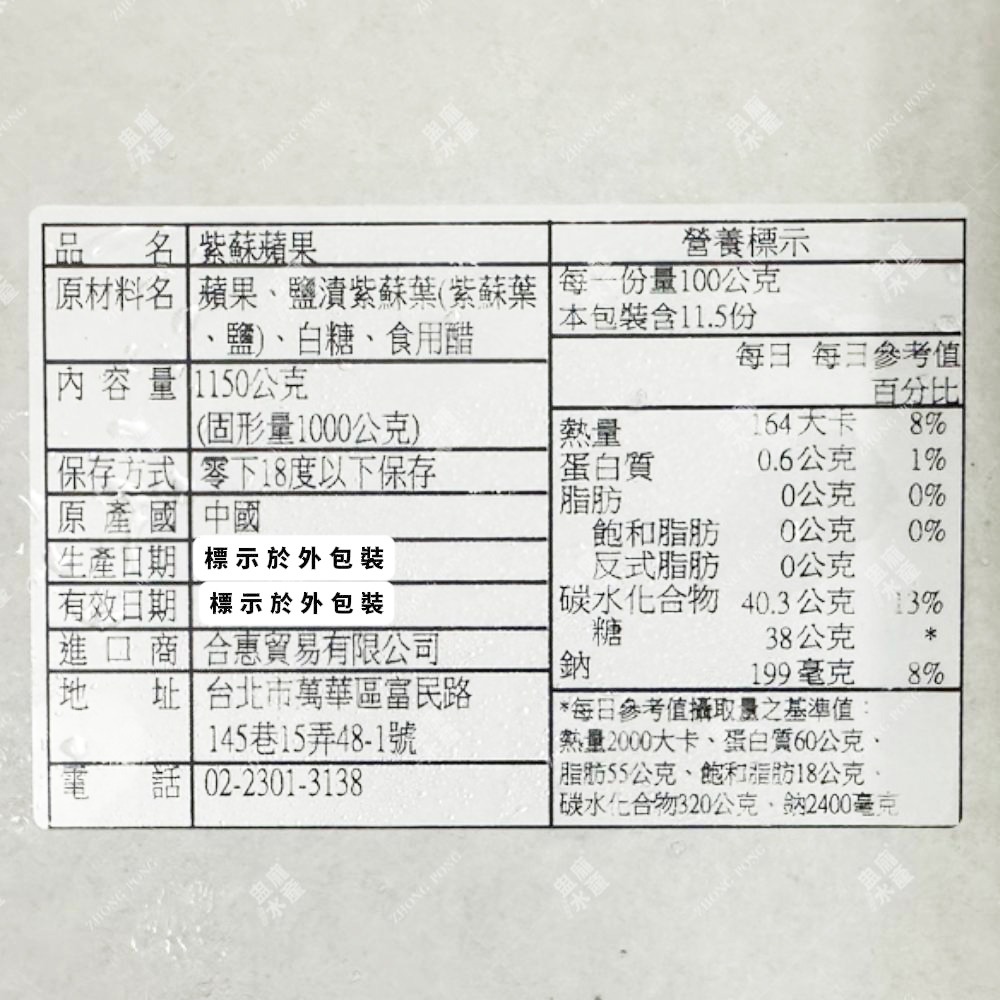 品 名 紫蘇蘋果
原材料名 蘋果、鹽漬紫蘇葉(紫蘇葉
、鹽)、白糖、食用醋
內容量 1150公克
(固形量1000公克)
保存方式 零下18度以下保存
原產國 中國
生產日期 標示於外包裝
有效日期 標示於外包裝
進口商 合惠貿易有限公司
地 址 台北市萬華區富民路
145巷15弄48-1號
電 話 02-2301-3138
營養標示
每一份量100公克
本包裝含11.5份
每日 每日參考值
百分比
熱量 164大卡 8%
蛋白質 0.6公克 1%
脂肪 0公克 0%
飽和脂肪 0公克 0%
反式脂肪 0公克
碳水化合物 40.3公克 13%
糖 38公克 *
鈉 199毫克 8%
*每日參考值攝取量之基準值:
熱量2000大卡、蛋白質60公克、
脂肪55公克、飽和脂肪18公克、
碳水化合物320公克、鈉2400毫克
ZHONG PONG